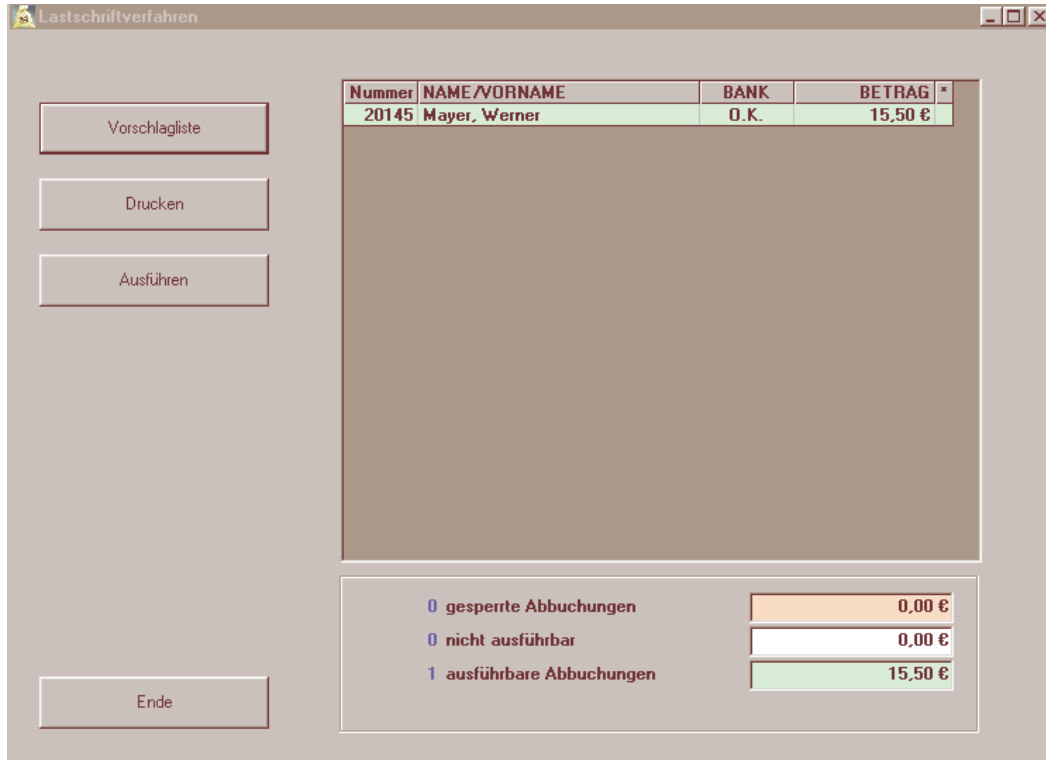 Lastschriftverfahren
Vorschlagliste
Drucken
Ausführen
Ende
Nummer NAME/VORNAME BANK BETRAG *
20145 Mayer, Werner O.K. 15,50 €
0 gesperrte Abbuchungen 0,00 €
0 nicht ausführbar 0,00 €
1 ausführbare Abbuchungen 15,50 €